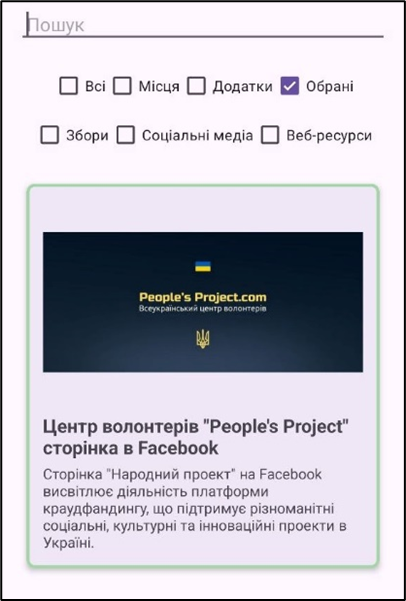 Пошук
Всі Місця Додатки Обрані
Збори Соціальні медіа Веб-ресурси
People's Project.com
Всеукраїнський центр волонтерів
Центр волонтерів "People's Project"
сторінка в Facebook
Сторінка "Народний проект" на Facebook
висвітлює діяльність платформи
краудфандингу, що підтримує різноманітні
соціальні, культурні та інноваційні проекти в
Україні.